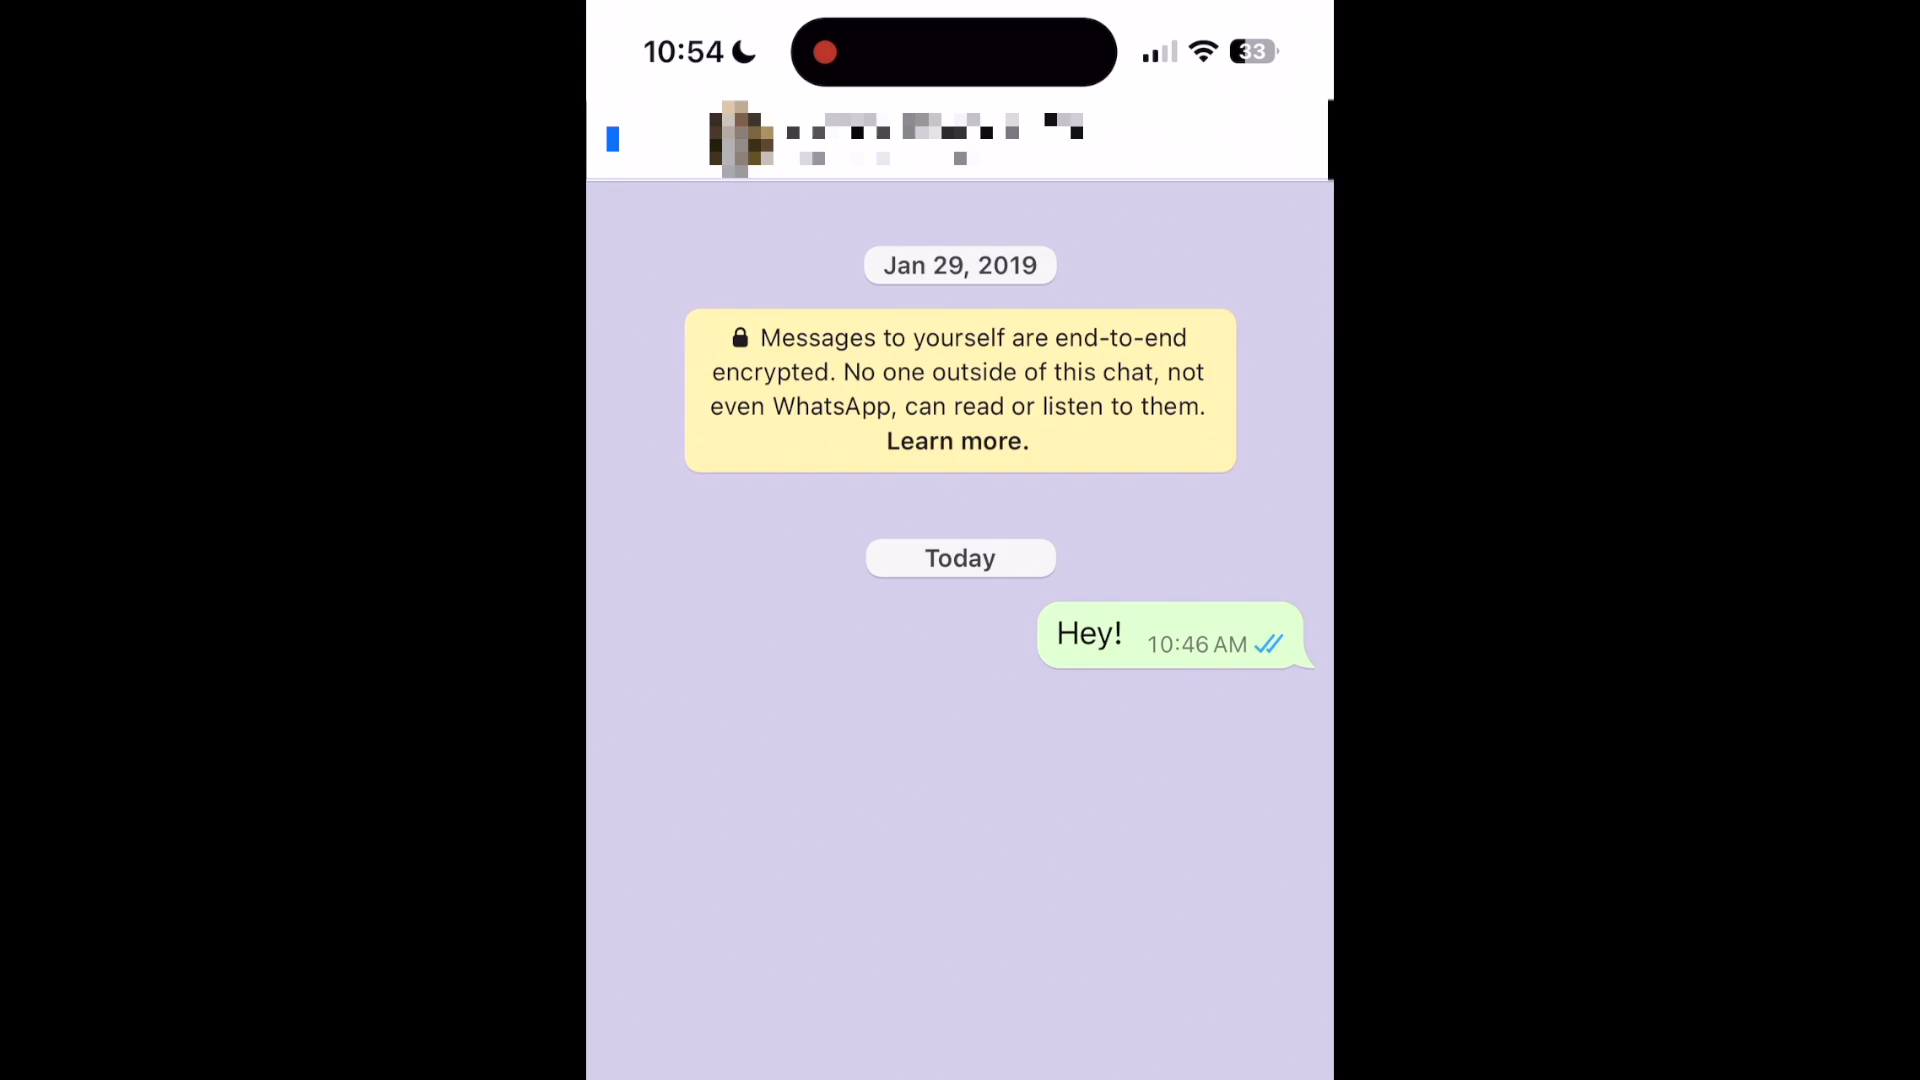 10:54
33
Jan 29, 2019
Messages to yourself are end-to-end
encrypted. No one outside of this chat, not
even WhatsApp, can read or listen to them.
Learn more.
Today
Hey! 10:46 AM